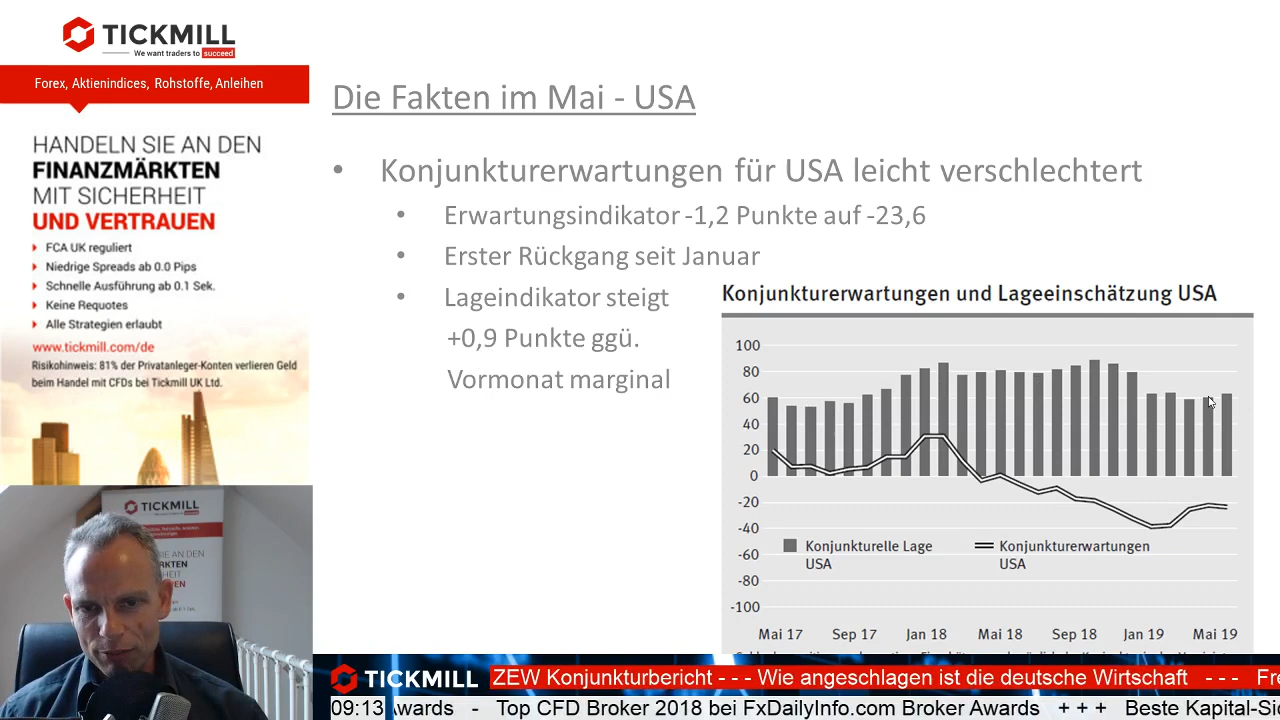 TICKMILL
We want traders to succeed
Forex, Aktienindices, Rohstoffe, Anleihen
HANDELN SIE AN DEN
FINANZMÄRKTEN
MIT SICHERHEIT
UND VERTRAUEN
FCA UK reguliert
Niedrige Spreads ab 0.0 Pips
Schnelle Ausführung ab 0.1 Sek.
Keine Requotes
Alle Strategien erlaubt
www.tickmill.com/de
Risikohinweis: 81% der Privatanleger-Konten verlieren Geld
beim Handel mit CFDs bei Tickmill UK Ltd.
TICKMILL
Die Fakten im Mai - USA
• Konjunkturerwartungen für USA leicht verschlechtert
• Erwartungsindikator -1,2 Punkte auf -23,6
• Erster Rückgang seit Januar
• Lageindikator steigt
+0,9 Punkte ggü.
Vormonat marginal
Konjunkturerwartungen und Lageeinschätzung USA
100
80
60
40
20
0
-20
-40
-60
-80
-100
Konjunkturelle Lage
USA
Konjunkturerwartungen
USA
Mai 17 Sep 17 Jan 18 Mai 18 Sep 18 Jan 19 Mai 19
TICKMILL
ZEW Konjunkturbericht - - - Wie angeschlagen ist die deutsche Wirtschaft - - - Fre
09:13 wards - Top CFD Broker 2018 bei FxDailyInfo.com Broker Awards + + + Beste Kapital-Si